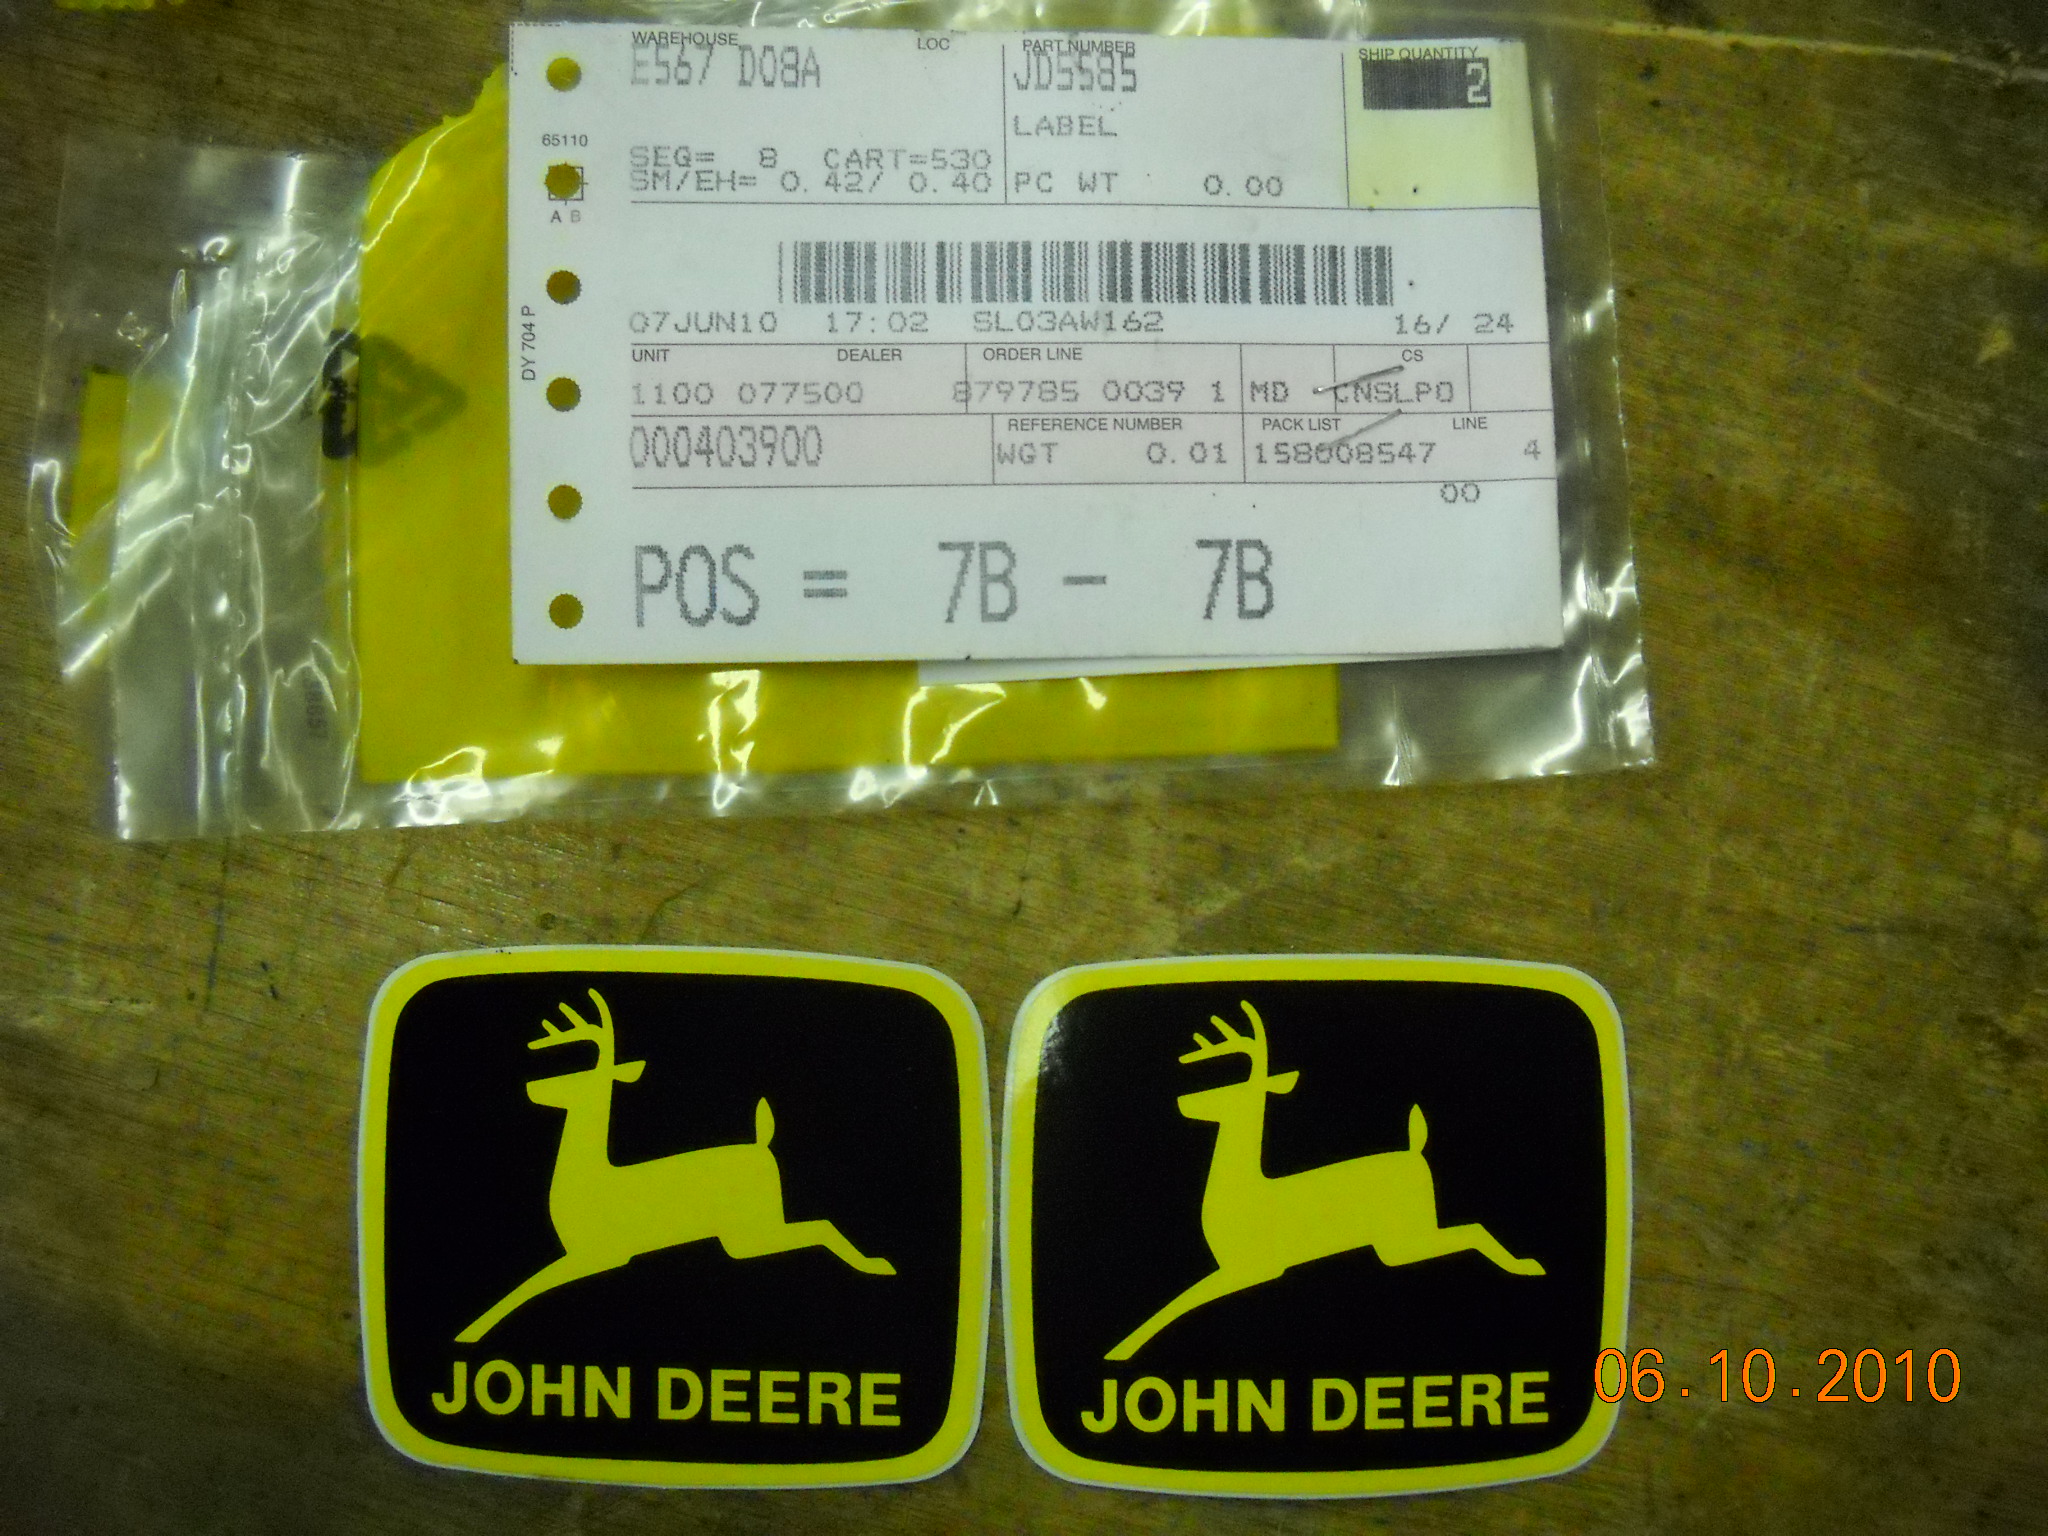 WAREHOUSE LOC PART NUMBER SHIP QUANTITY
E567 D08A JD5585 2
LABEL
65110
SEQ= 8 CART=530
SM/EH= 0.42/ 0.40 PC WT 0.00
A B
DY 704 P
07JUN10 17:02 SL03AW162 16/ 24
UNIT DEALER ORDER LINE CS
1100 077500 879785 0039 1 MD CNSLP0
REFERENCE NUMBER PACK LIST LINE
000403900 WGT 0.01 158008547 4
00
POS = 7B - 7B
JOHN DEERE
JOHN DEERE
06.10.2010